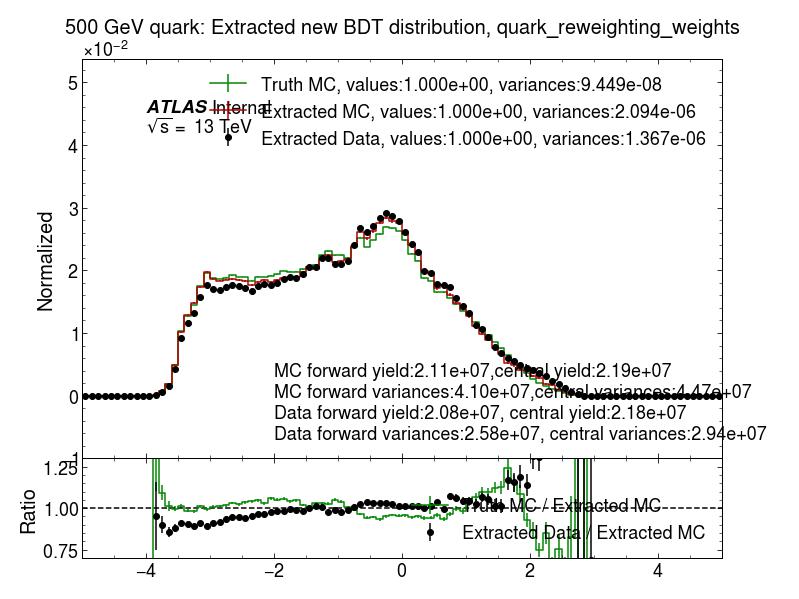 500 GeV quark: Extracted new BDT distribution, quark_reweighting_weights
×10⁻²
Truth MC, values:1.000e+00, variances:9.449e-08
ATLAS Internal
Extracted MC, values:1.000e+00, variances:2.094e-06
√s = 13 TeV
Extracted Data, values:1.000e+00, variances:1.367e-06
5
4
3
2
1
0
Normalized
MC forward yield:2.11e+07,central yield:2.19e+07
MC forward variances:4.10e+07,central variances:4.47e+07
Data forward yield:2.08e+07, central yield:2.18e+07
Data forward variances:2.58e+07, central variances:2.94e+07
1.25
1.00
0.75
Ratio
Truth MC / Extracted MC
Extracted Data / Extracted MC
−4 −2 0 2 4